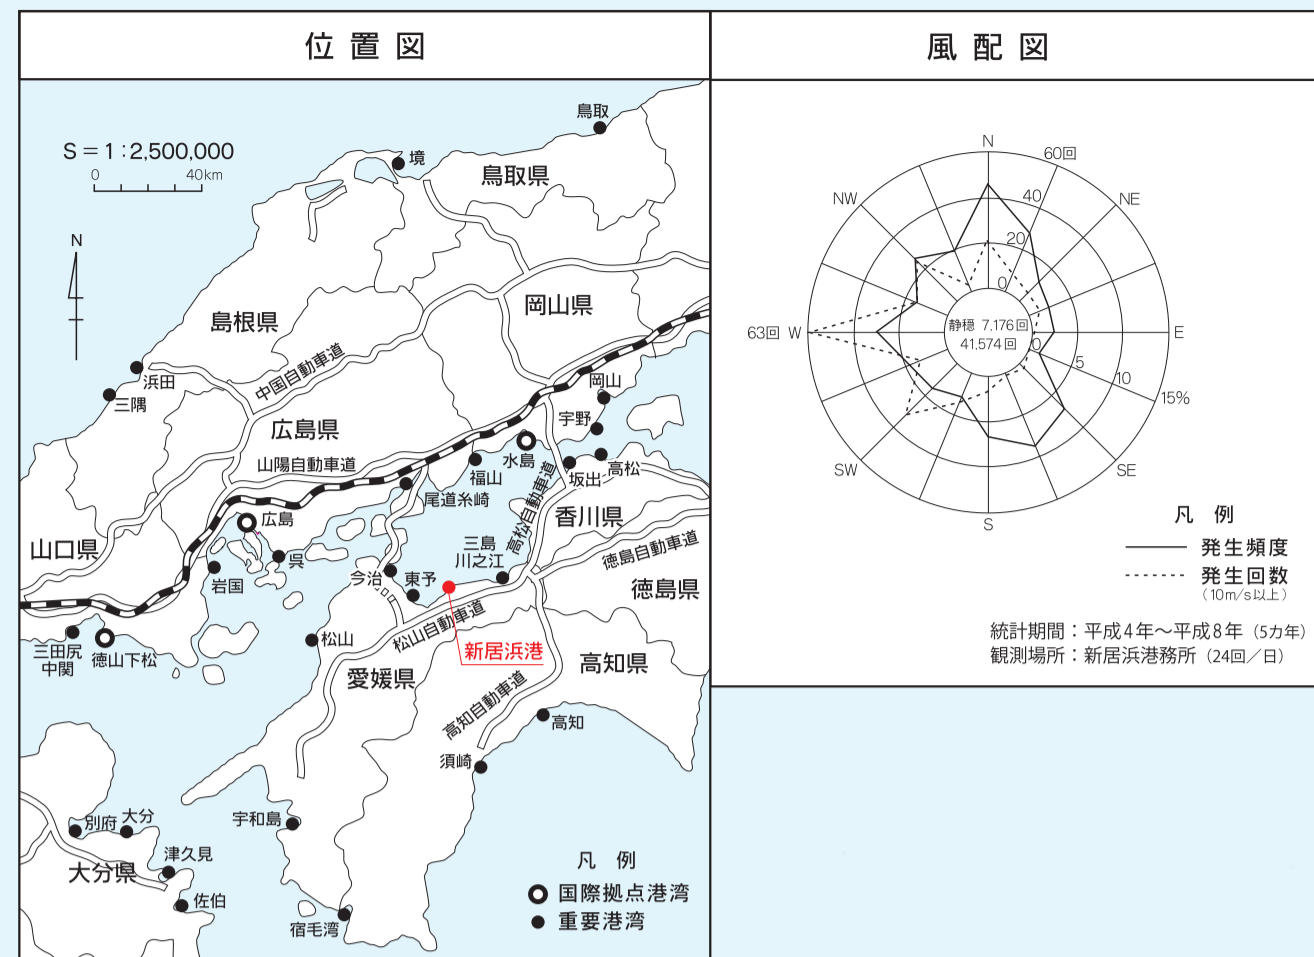 位置図
S＝1：2,500,000
0 40km
N
鳥取
境
鳥取県
島根県
岡山県
浜田
三隅
中国自動車道
広島県
山陽自動車道
岡山
宇野
水島
福山
尾道糸崎
坂出
高松
高松自動車道
香川県
広島
山口県
呉
岩国
三島
川之江
徳島自動車道
今治
東予
徳島県
松山
松山自動車道
新居浜港
三田尻
中関
徳山下松
愛媛県
高知県
高知自動車道
高知
須崎
別府
大分
宇和島
津久見
大分県
佐伯
宿毛湾
凡例
国際拠点港湾
重要港湾
風配図
N
60回
NW
40
NE
20
0
63回 W
静穏 7.176回
41.574回
0
5
10
15%
E
SW
SE
S
凡例
発生頻度
発生回数
（10m/s以上）
統計期間：平成4年～平成8年（5カ年）
観測場所：新居浜港務所（24回／日）